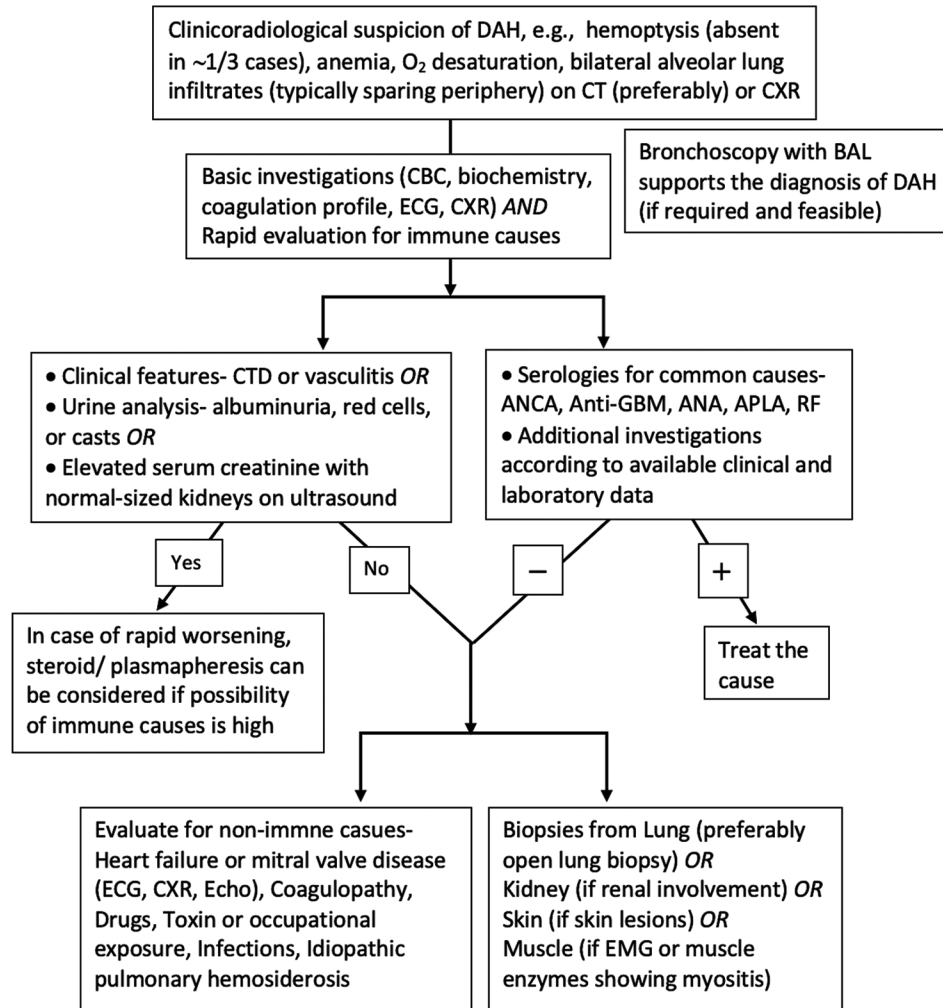 Clinicoradiological suspicion of DAH, e.g.,  hemoptysis (absent
in ~1/3 cases), anemia, O₂ desaturation, bilateral alveolar lung
infiltrates (typically sparing periphery) on CT (preferably) or CXR
Basic investigations (CBC, biochemistry,
coagulation profile, ECG, CXR) AND
Rapid evaluation for immune causes
Bronchoscopy with BAL
supports the diagnosis of DAH
(if required and feasible)
• Clinical features- CTD or vasculitis OR
• Urine analysis- albuminuria, red cells,
or casts OR
• Elevated serum creatinine with
normal-sized kidneys on ultrasound
• Serologies for common causes-
ANCA, Anti-GBM, ANA, APLA, RF
• Additional investigations
according to available clinical and
laboratory data
Yes
No
−
+
In case of rapid worsening,
steroid/ plasmapheresis can
be considered if possibility
of immune causes is high
Treat the
cause
Evaluate for non-immne casues-
Heart failure or mitral valve disease
(ECG, CXR, Echo), Coagulopathy,
Drugs, Toxin or occupational
exposure, Infections, Idiopathic
pulmonary hemosiderosis
Biopsies from Lung (preferably
open lung biopsy) OR
Kidney (if renal involvement) OR
Skin (if skin lesions) OR
Muscle (if EMG or muscle
enzymes showing myositis)